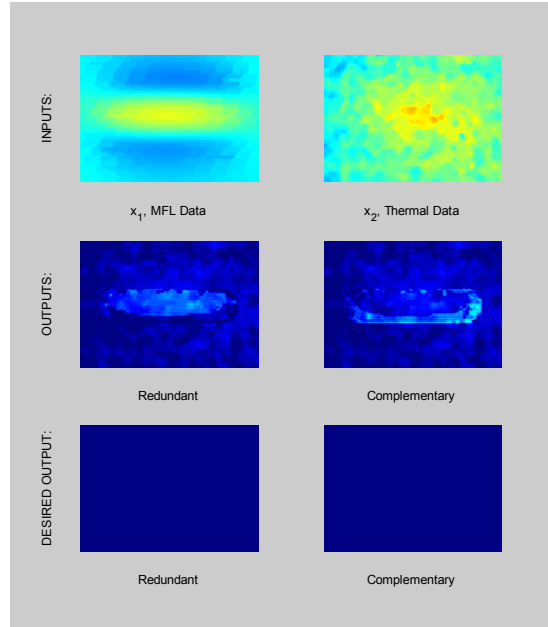 INPUTS:
x1, MFL Data
x2, Thermal Data
OUTPUTS:
Redundant
Complementary
DESIRED OUTPUT:
Redundant
Complementary